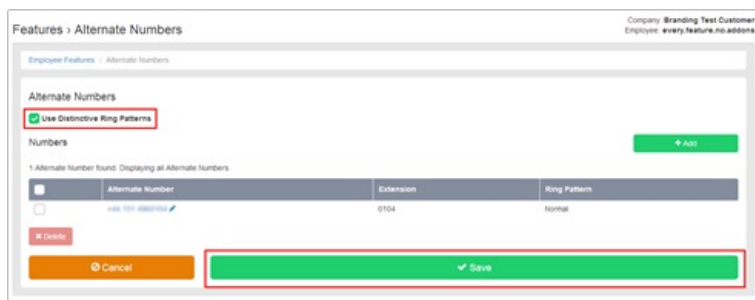 Features › Alternate Numbers
Company: Branding Test Customer
Employee: every.feature.no.addons
Employee Features / Alternate Numbers
Alternate Numbers
Use Distinctive Ring Patterns
Numbers
+ Add
1 Alternate Number found. Displaying all Alternate Numbers
Alternate Number Extension Ring Pattern
0104 Normal
Delete
Cancel
Save